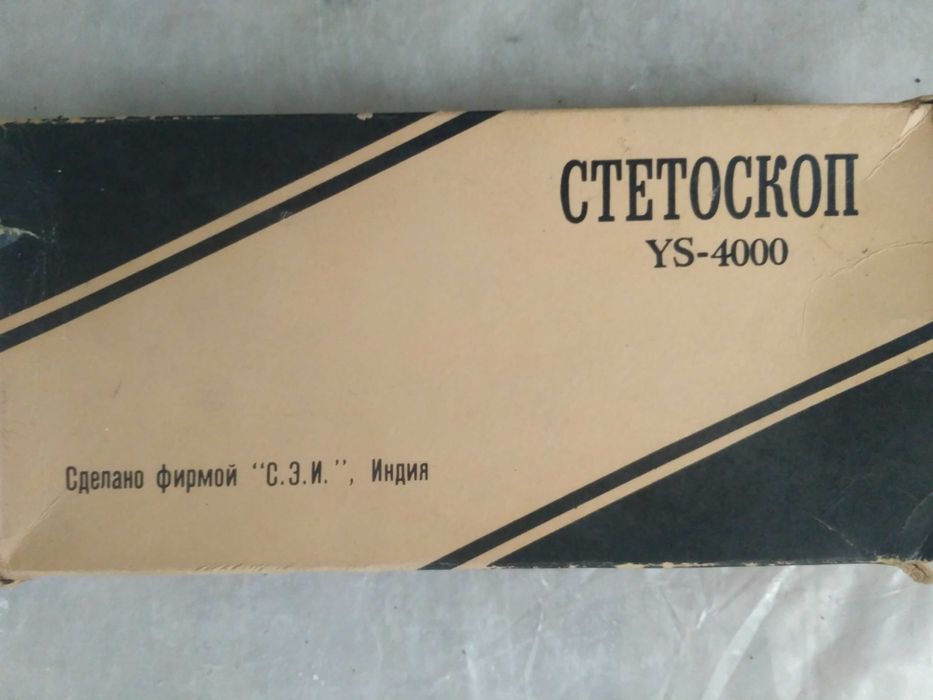 СТЕТОСКОП
YS-4000
Сделано фирмой "С.Э.И.", Индия